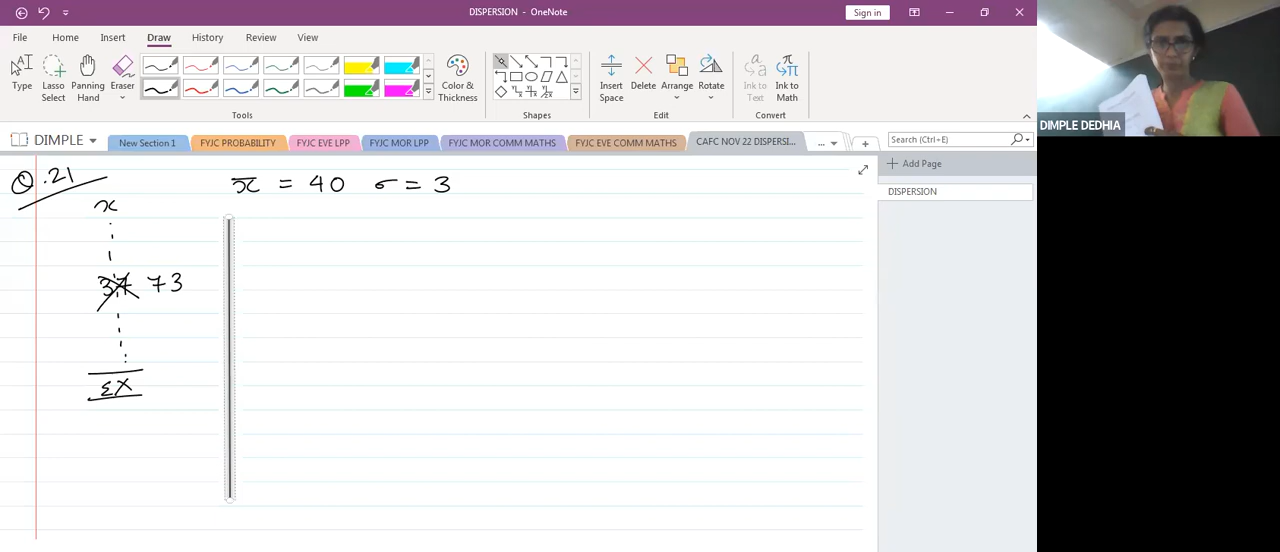 DISPERSION - OneNote
Sign in
File Home Insert Draw History Review View
Type Lasso Select Panning Hand Eraser Color & Thickness Insert Space Delete Arrange Rotate Ink to Text Ink to Math
Tools Shapes Edit Convert
DIMPLE DEDHIA
DIMPLE New Section 1 FYJC PROBABILITY FYJC EVE LPP FYJC MOR LPP FYJC MOR COMM MATHS FYJC EVE COMM MATHS CAFC NOV 22 DISPERSI... ... Search (Ctrl+E)
Add Page
DISPERSION
Q.21 x̄ = 40 σ = 3
x
37 73
ΣX